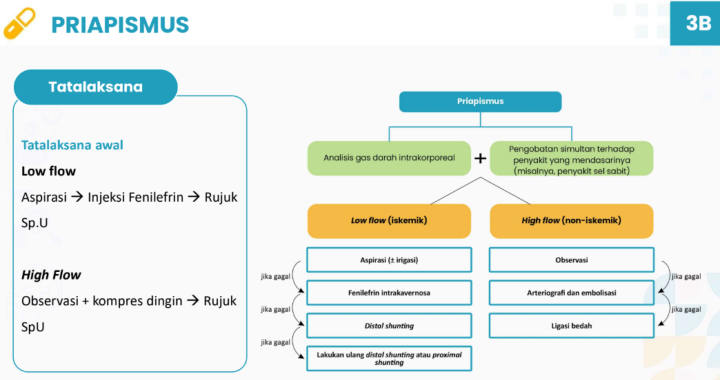 PRIAPISMUS
3B
Tatalaksana
Tatalaksana awal
Low flow
Aspirasi → Injeksi Fenilefrin → Rujuk
Sp.U
High Flow
Observasi + kompres dingin → Rujuk
SpU
Priapismus
Analisis gas darah intrakorporeal
+
Pengobatan simultan terhadap
penyakit yang mendasarinya
(misalnya, penyakit sel sabit)
Low flow (iskemik)
Aspirasi (± irigasi)
jika gagal
Fenilefrin intrakavernosa
jika gagal
Distal shunting
jika gagal
Lakukan ulang distal shunting atau proximal
shunting
High flow (non-iskemik)
Observasi
jika gagal
Arteriografi dan embolisasi
jika gagal
Ligasi bedah